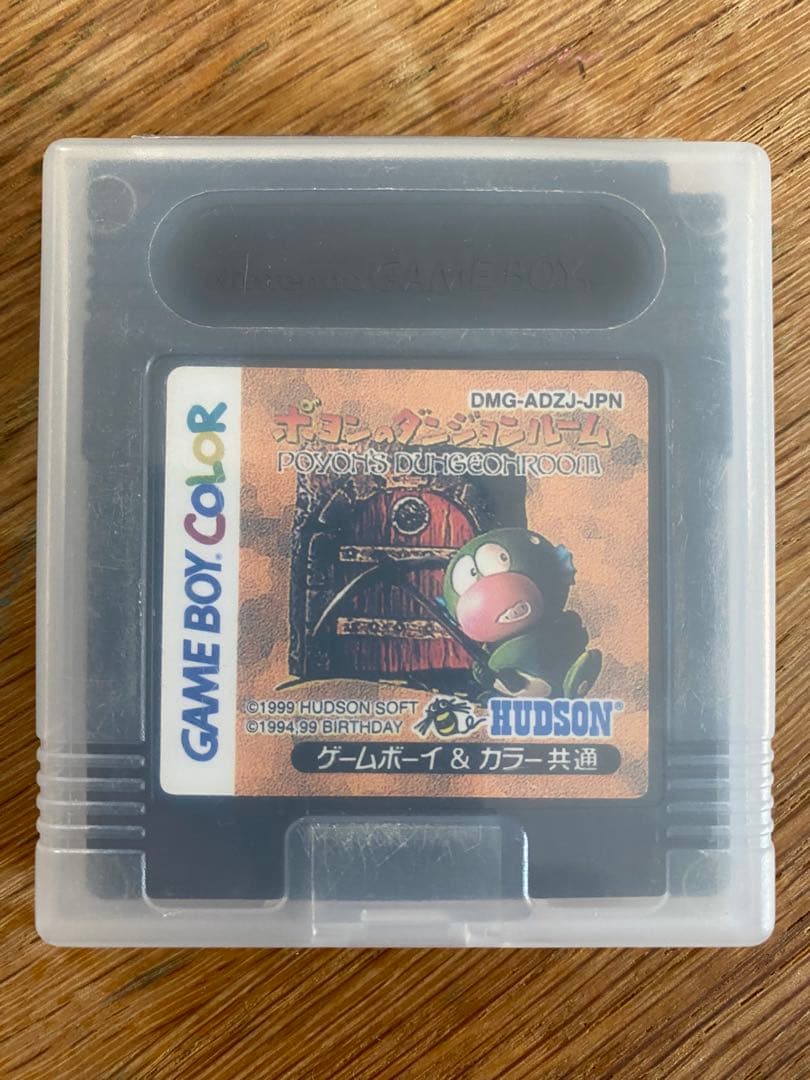 Nintendo GAME BOY
DMG-ADZJ-JPN
ポヨンのダンジョンルーム
POYON'S DUNGEONROOM
GAME BOY COLOR
©1999 HUDSON SOFT
©1994,99 BIRTHDAY
HUDSON®
ゲームボーイ & カラー共通